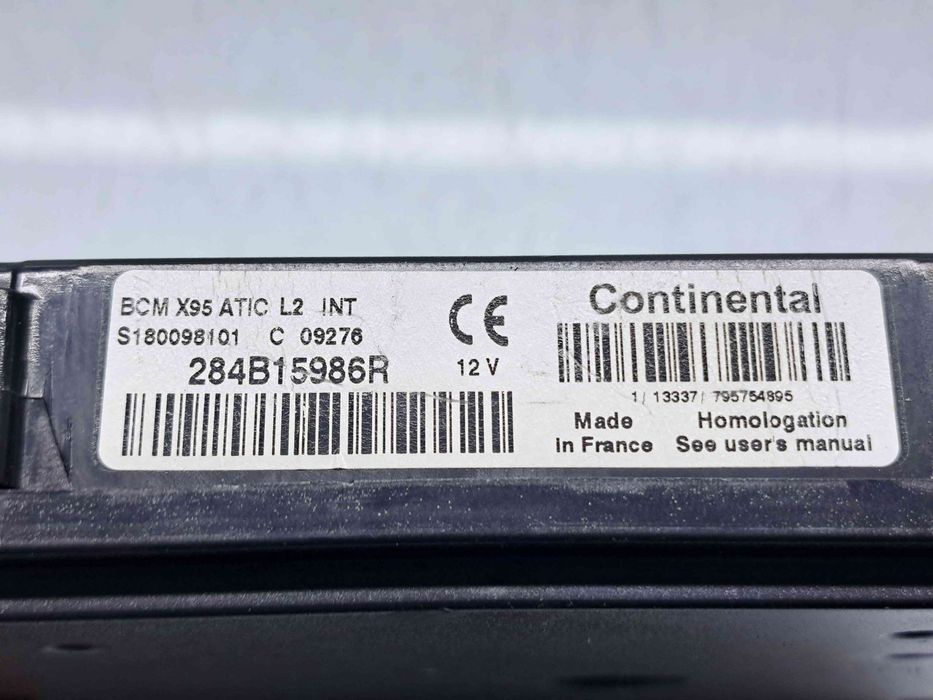 BCM X95 ATIC L2 INT
S180098101 C 09276
284B15986R
CE
12 V
Continental
1/ 13337/ 795754895
Made in France
Homologation See user's manual